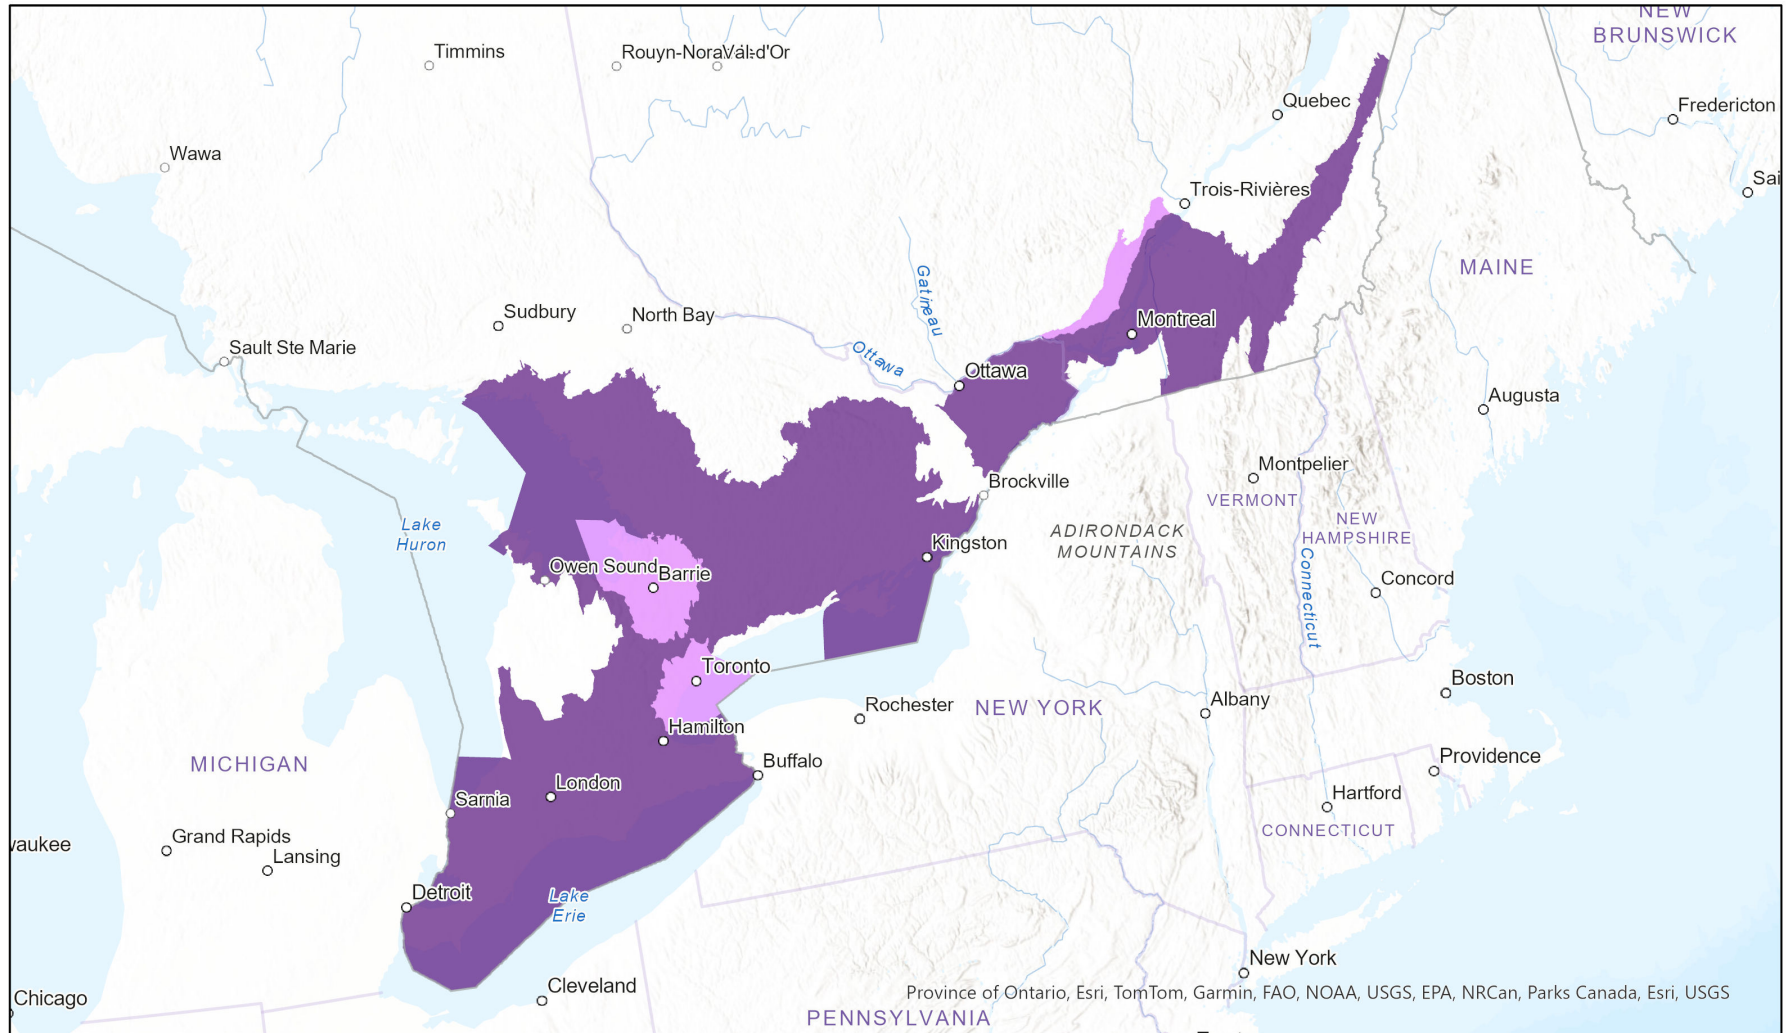 NEW
BRUNSWICK
Timmins
Rouyn-Nora
Val-d'Or
Quebec
Fredericton
Wawa
Sai
Trois-Rivières
MAINE
Gatineau
Sudbury
North Bay
Montreal
Sault Ste Marie
Ottawa
Ottawa
Augusta
Montpelier
Brockville
VERMONT
Lake
Huron
NEW
HAMPSHIRE
ADIRONDACK
MOUNTAINS
Kingston
Owen Sound
Barrie
Concord
Connecticut
Toronto
Boston
Albany
Rochester
NEW YORK
Hamilton
MICHIGAN
Buffalo
Providence
London
Hartford
Sarnia
CONNECTICUT
Grand Rapids
vaukee
Lansing
Detroit
Lake
Erie
New York
Cleveland
Province of Ontario, Esri, TomTom, Garmin, FAO, NOAA, USGS, EPA, NRCan, Parks Canada, Esri, USGS
Chicago
PENNSYLVANIA